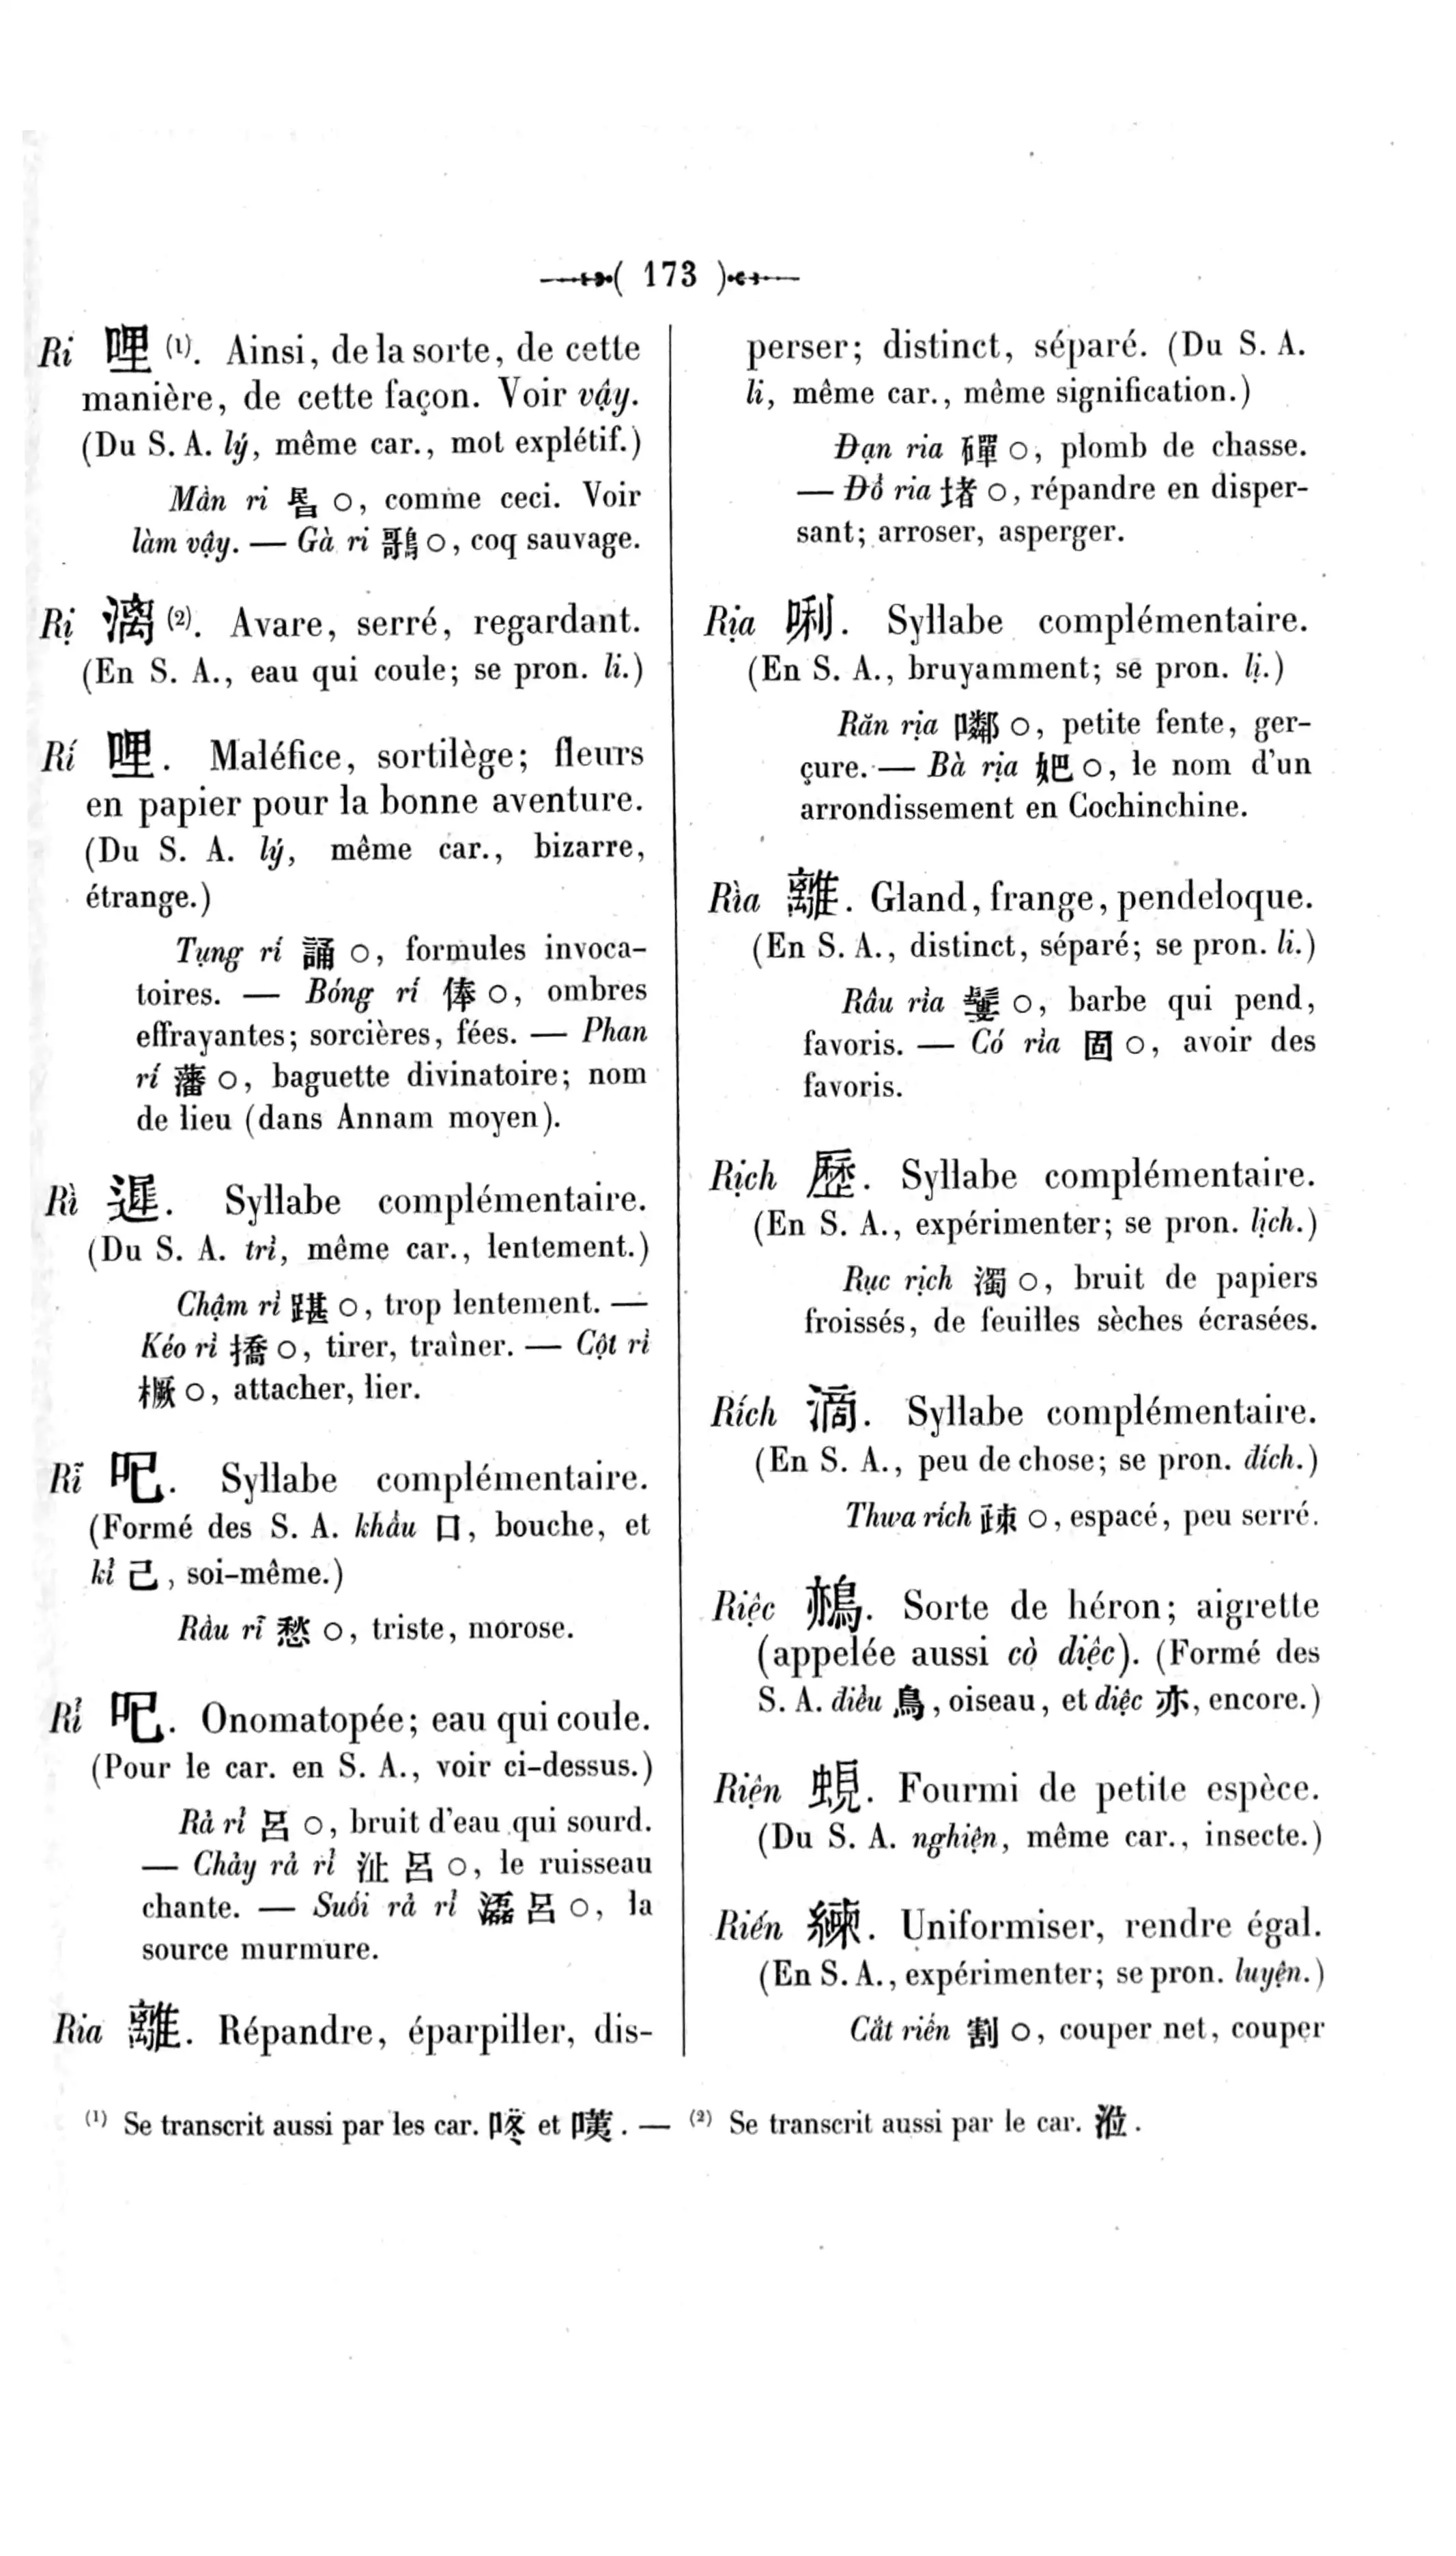 ( 173 )
Ri 哩 (1). Ainsi, de la sorte, de cette
manière, de cette façon. Voir vậy.
(Du S. A. lý, même car., mot explétif.)
Mần ri ○, comme ceci. Voir
làm vậy. — Gà ri ○, coq sauvage.
Rị 漓 (2). Avare, serré, regardant.
(En S. A., eau qui coule; se pron. li.)
Rí 哩. Maléfice, sortilège; fleurs
en papier pour la bonne aventure.
(Du S. A. lý, même car., bizarre,
étrange.)
Tụng rí 誦 ○, formules invoca-
toires. — Bóng rí 俸 ○, ombres
effrayantes; sorcières, fées. — Phan
rí 藩 ○, baguette divinatoire; nom
de lieu (dans Annam moyen).
Rì 遲. Syllabe complémentaire.
(Du S. A. trì, même car., lentement.)
Chậm rì 踸 ○, trop lentement. —
Kéo rì 撟 ○, tirer, traîner. — Cột rì
橛 ○, attacher, lier.
Rĩ 吧. Syllabe complémentaire.
(Formé des S. A. khẩu 口, bouche, et
kỉ 己, soi-même.)
Rầu rĩ 愁 ○, triste, morose.
Rỉ 吧. Onomatopée; eau qui coule.
(Pour le car. en S. A., voir ci-dessus.)
Rả rỉ 呂 ○, bruit d'eau qui sourd.
— Chảy rả rỉ 沚 呂 ○, le ruisseau
chante. — Suối rả rỉ 呂 ○, la
source murmure.
Ria 離. Répandre, éparpiller, dis-
perser; distinct, séparé. (Du S. A.
li, même car., même signification.)
Đạn ria ○, plomb de chasse.
— Đổ ria 堵 ○, répandre en disper-
sant; arroser, asperger.
Rịa 唎. Syllabe complémentaire.
(En S. A., bruyamment; se pron. lị.)
Răn rịa ○, petite fente, ger-
çure. — Bà rịa 妑 ○, le nom d'un
arrondissement en Cochinchine.
Rìa 離. Gland, frange, pendeloque.
(En S. A., distinct, séparé; se pron. li.)
Râu rìa ○, barbe qui pend,
favoris. — Có rìa 固 ○, avoir des
favoris.
Rịch 歷. Syllabe complémentaire.
(En S. A., expérimenter; se pron. lịch.)
Rục rịch 濁 ○, bruit de papiers
froissés, de feuilles sèches écrasées.
Rích 滴. Syllabe complémentaire.
(En S. A., peu de chose; se pron. đích.)
Thưa rích 疎 ○, espacé, peu serré.
Riệc. Sorte de héron; aigrette
(appelée aussi cò diệc). (Formé des
S. A. điểu 鳥, oiseau, et diệc 亦, encore.)
Riện 蜆. Fourmi de petite espèce.
(Du S. A. nghiện, même car., insecte.)
Riến 練. Uniformiser, rendre égal.
(En S. A., expérimenter; se pron. luyện.)
Cắt riến 割 ○, couper net, couper
(1) Se transcrit aussi par les car. 咚 et 嘆. — (2) Se transcrit aussi par le car.